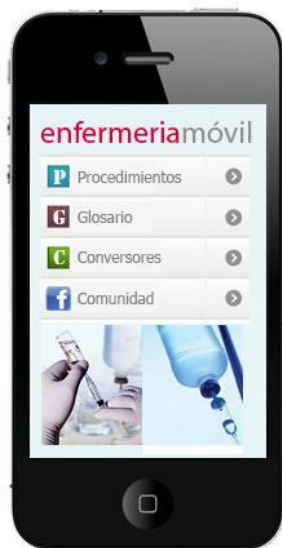 enfermeriamóvil
P Procedimientos
G Glosario
C Conversores
f Comunidad